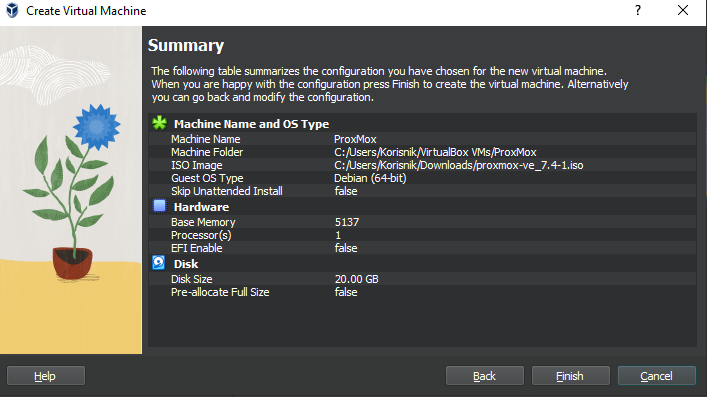 Create Virtual Machine
?
Summary
The following table summarizes the configuration you have chosen for the new virtual machine.
When you are happy with the configuration press Finish to create the virtual machine. Alternatively
you can go back and modify the configuration.
Machine Name and OS Type
Machine Name ProxMox
Machine Folder C:/Users/Korisnik/VirtualBox VMs/ProxMox
ISO Image C:/Users/Korisnik/Downloads/proxmox-ve_7.4-1.iso
Guest OS Type Debian (64-bit)
Skip Unattended Install false
Hardware
Base Memory 5137
Processor(s) 1
EFI Enable false
Disk
Disk Size 20.00 GB
Pre-allocate Full Size false
Help Back Finish Cancel